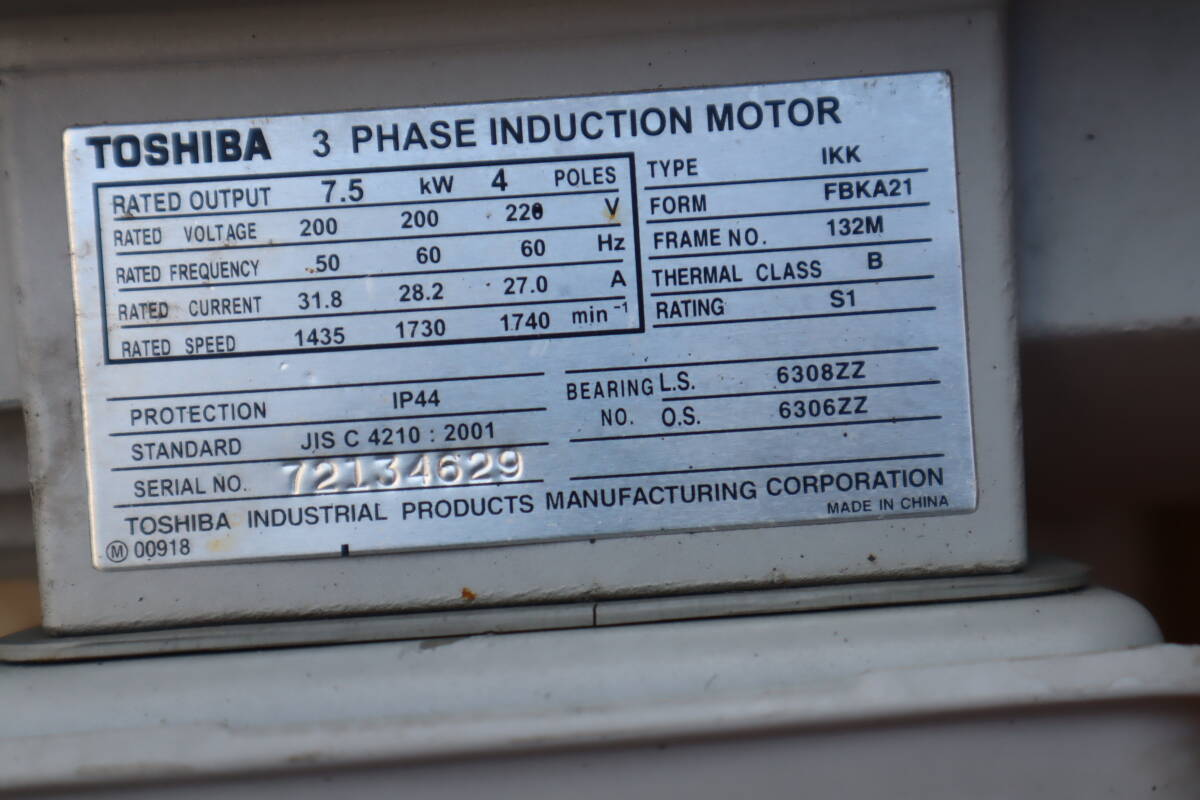 TOSHIBA 3 PHASE INDUCTION MOTOR
RATED OUTPUT 7.5 kW 4 POLES
RATED VOLTAGE 200 200 220 V
RATED FREQUENCY 50 60 60 Hz
RATED CURRENT 31.8 28.2 27.0 A
RATED SPEED 1435 1730 1740 min⁻¹
TYPE IKK
FORM FBKA21
FRAME NO. 132M
THERMAL CLASS B
RATING S1
PROTECTION IP44
STANDARD JIS C 4210 : 2001
SERIAL NO. 72134629
BEARING L.S. 6308ZZ
NO. O.S. 6306ZZ
TOSHIBA INDUSTRIAL PRODUCTS MANUFACTURING CORPORATION
Ⓜ 00918
MADE IN CHINA